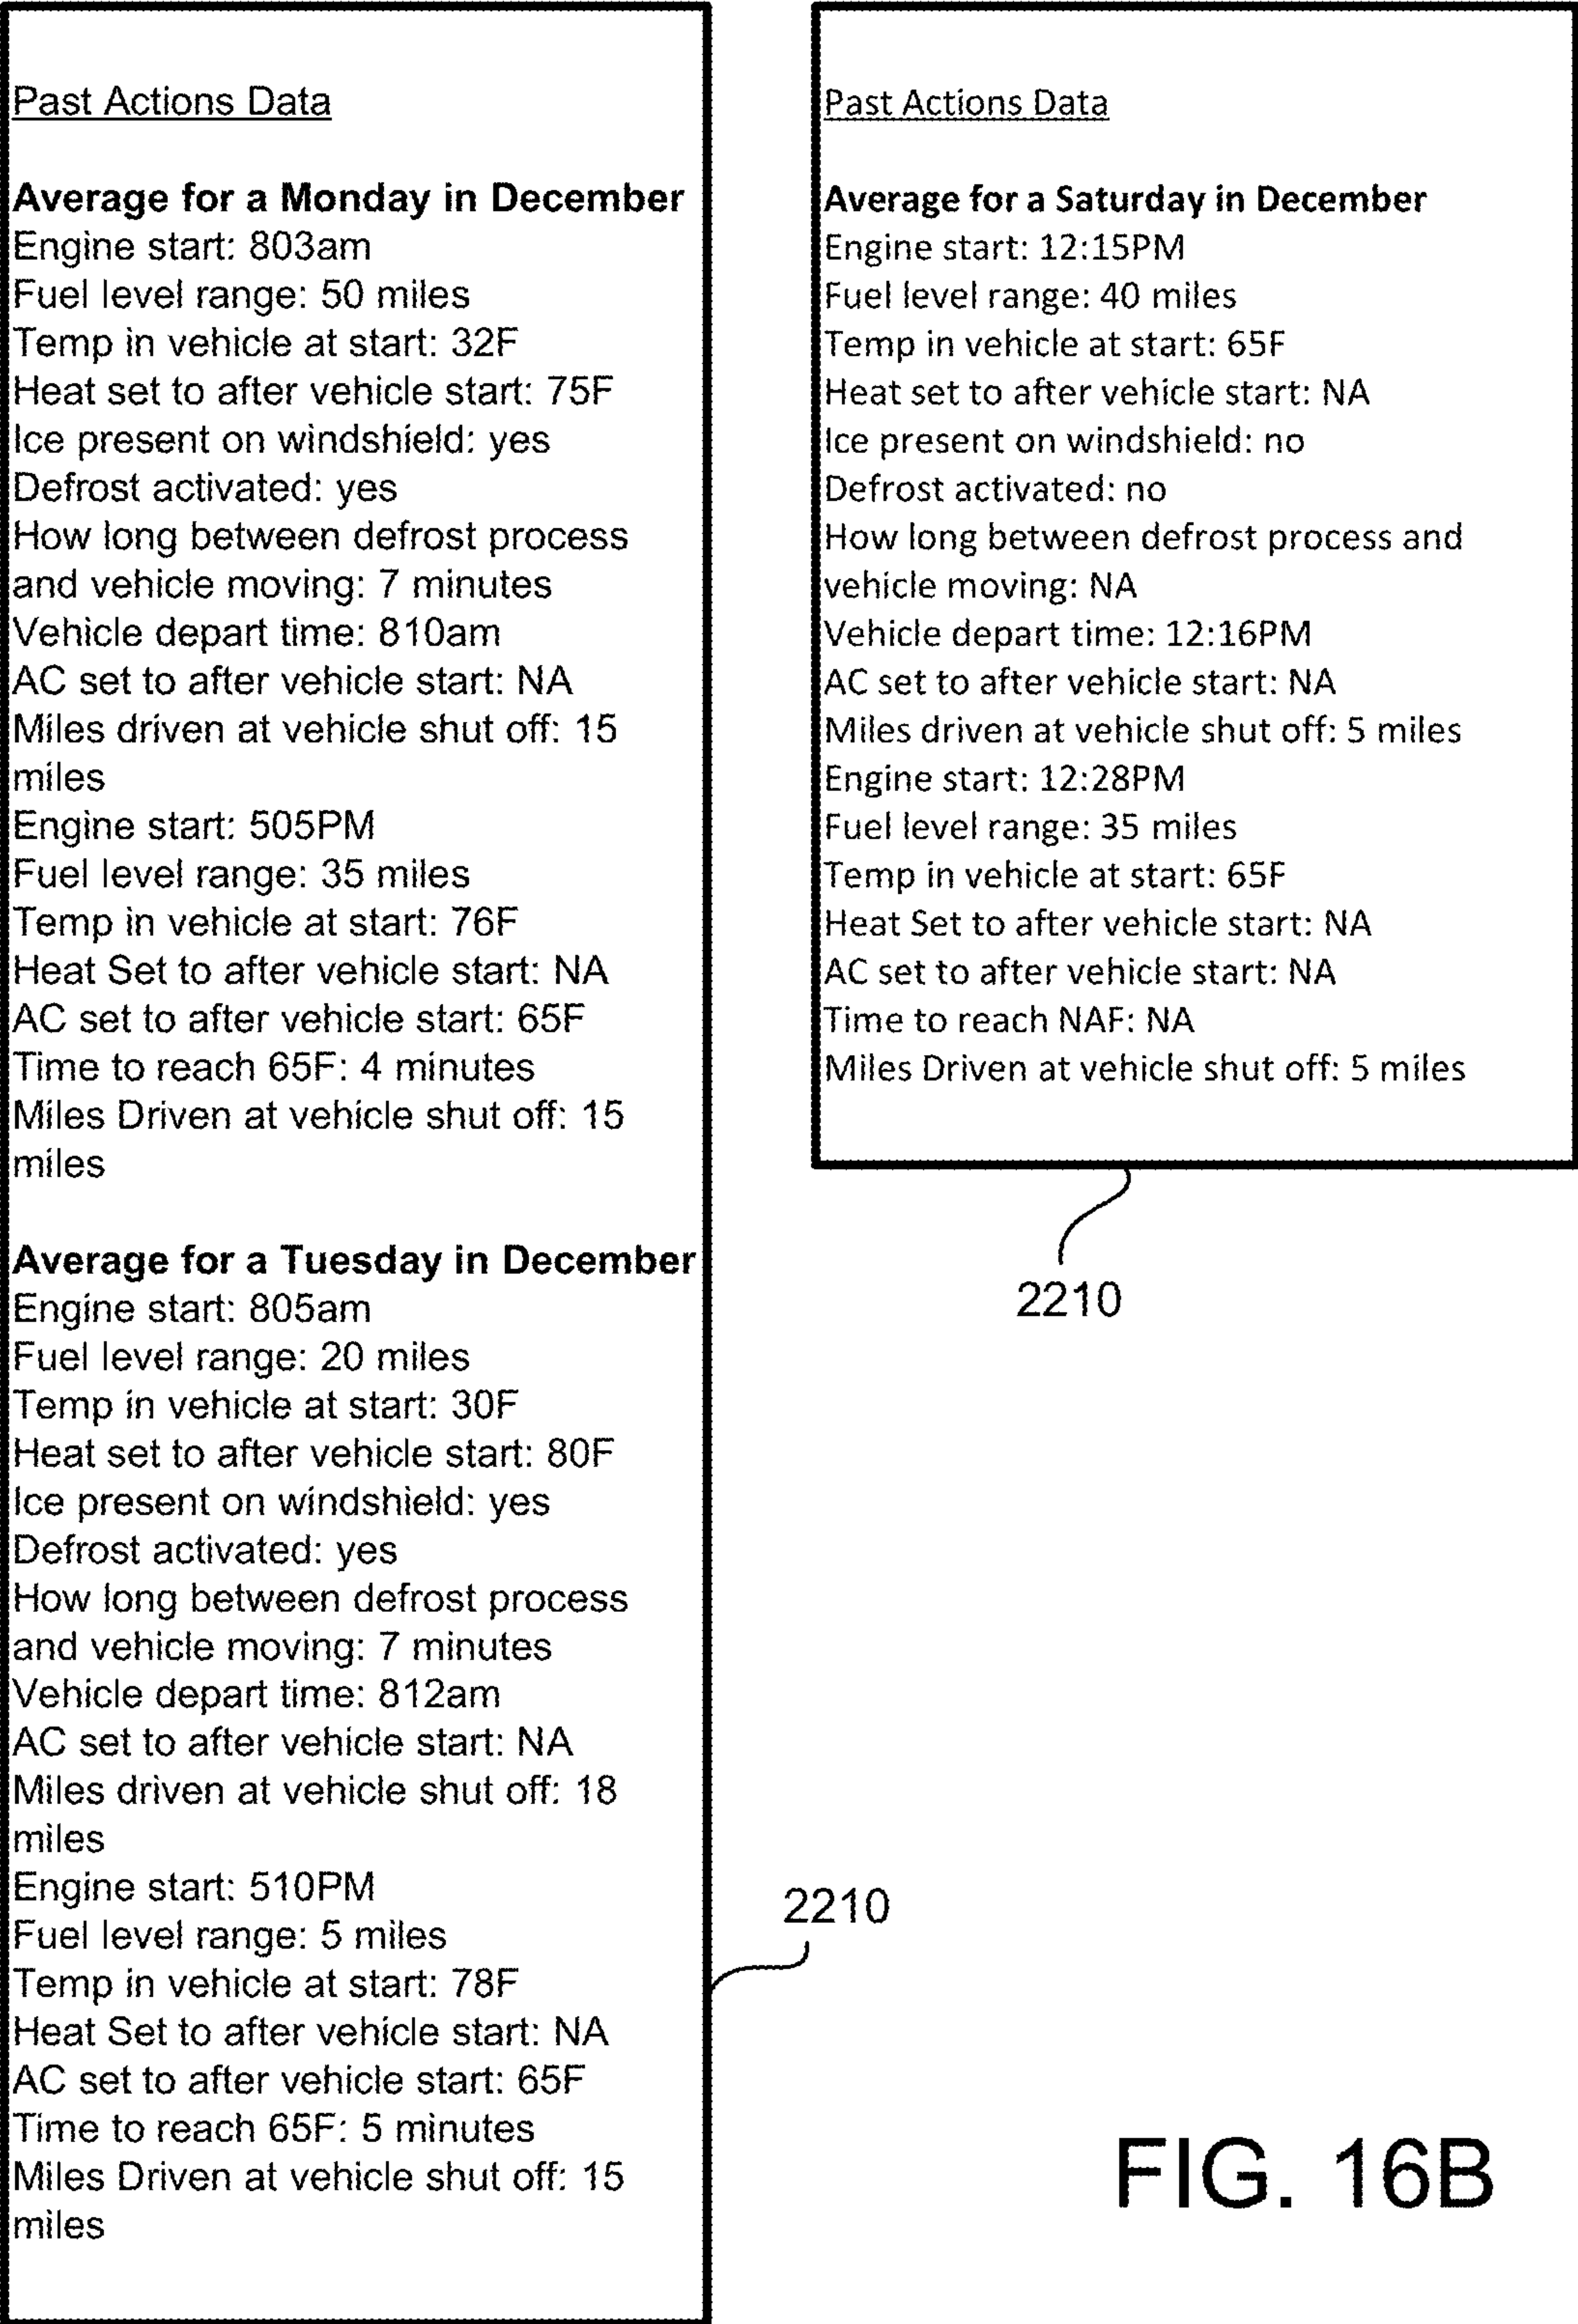 Past Actions Data
Average for a Monday in December
Engine start: 803am
Fuel level range: 50 miles
Temp in vehicle at start: 32F
Heat set to after vehicle start: 75F
Ice present on windshield: yes
Defrost activated: yes
How long between defrost process
and vehicle moving: 7 minutes
Vehicle depart time: 810am
AC set to after vehicle start: NA
Miles driven at vehicle shut off: 15
miles
Engine start: 505PM
Fuel level range: 35 miles
Temp in vehicle at start: 76F
Heat Set to after vehicle start: NA
AC set to after vehicle start: 65F
Time to reach 65F: 4 minutes
Miles Driven at vehicle shut off: 15
miles
Average for a Tuesday in December
Engine start: 805am
Fuel level range: 20 miles
Temp in vehicle at start: 30F
Heat set to after vehicle start: 80F
Ice present on windshield: yes
Defrost activated: yes
How long between defrost process
and vehicle moving: 7 minutes
Vehicle depart time: 812am
AC set to after vehicle start: NA
Miles driven at vehicle shut off: 18
miles
Engine start: 510PM
Fuel level range: 5 miles
Temp in vehicle at start: 78F
Heat Set to after vehicle start: NA
AC set to after vehicle start: 65F
Time to reach 65F: 5 minutes
Miles Driven at vehicle shut off: 15
miles
2210
Past Actions Data
Average for a Saturday in December
Engine start: 12:15PM
Fuel level range: 40 miles
Temp in vehicle at start: 65F
Heat set to after vehicle start: NA
Ice present on windshield: no
Defrost activated: no
How long between defrost process and
vehicle moving: NA
Vehicle depart time: 12:16PM
AC set to after vehicle start: NA
Miles driven at vehicle shut off: 5 miles
Engine start: 12:28PM
Fuel level range: 35 miles
Temp in vehicle at start: 65F
Heat Set to after vehicle start: NA
AC set to after vehicle start: NA
Time to reach NAF: NA
Miles Driven at vehicle shut off: 5 miles
2210
FIG. 16B